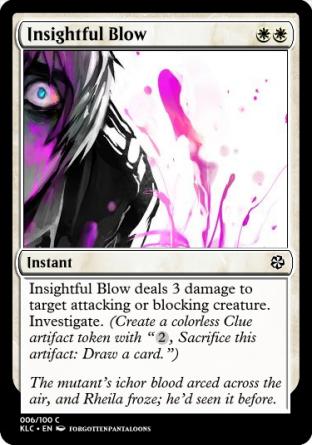 Insightful Blow
Instant
Insightful Blow deals 3 damage to
target attacking or blocking creature.
Investigate. (Create a colorless Clue
artifact token with “2, Sacrifice this
artifact: Draw a card.”)
The mutant's ichor blood arced across the
air, and Rheila froze; he'd seen it before.
006/100 C
KLC • EN FORGOTTENPANTALOONS